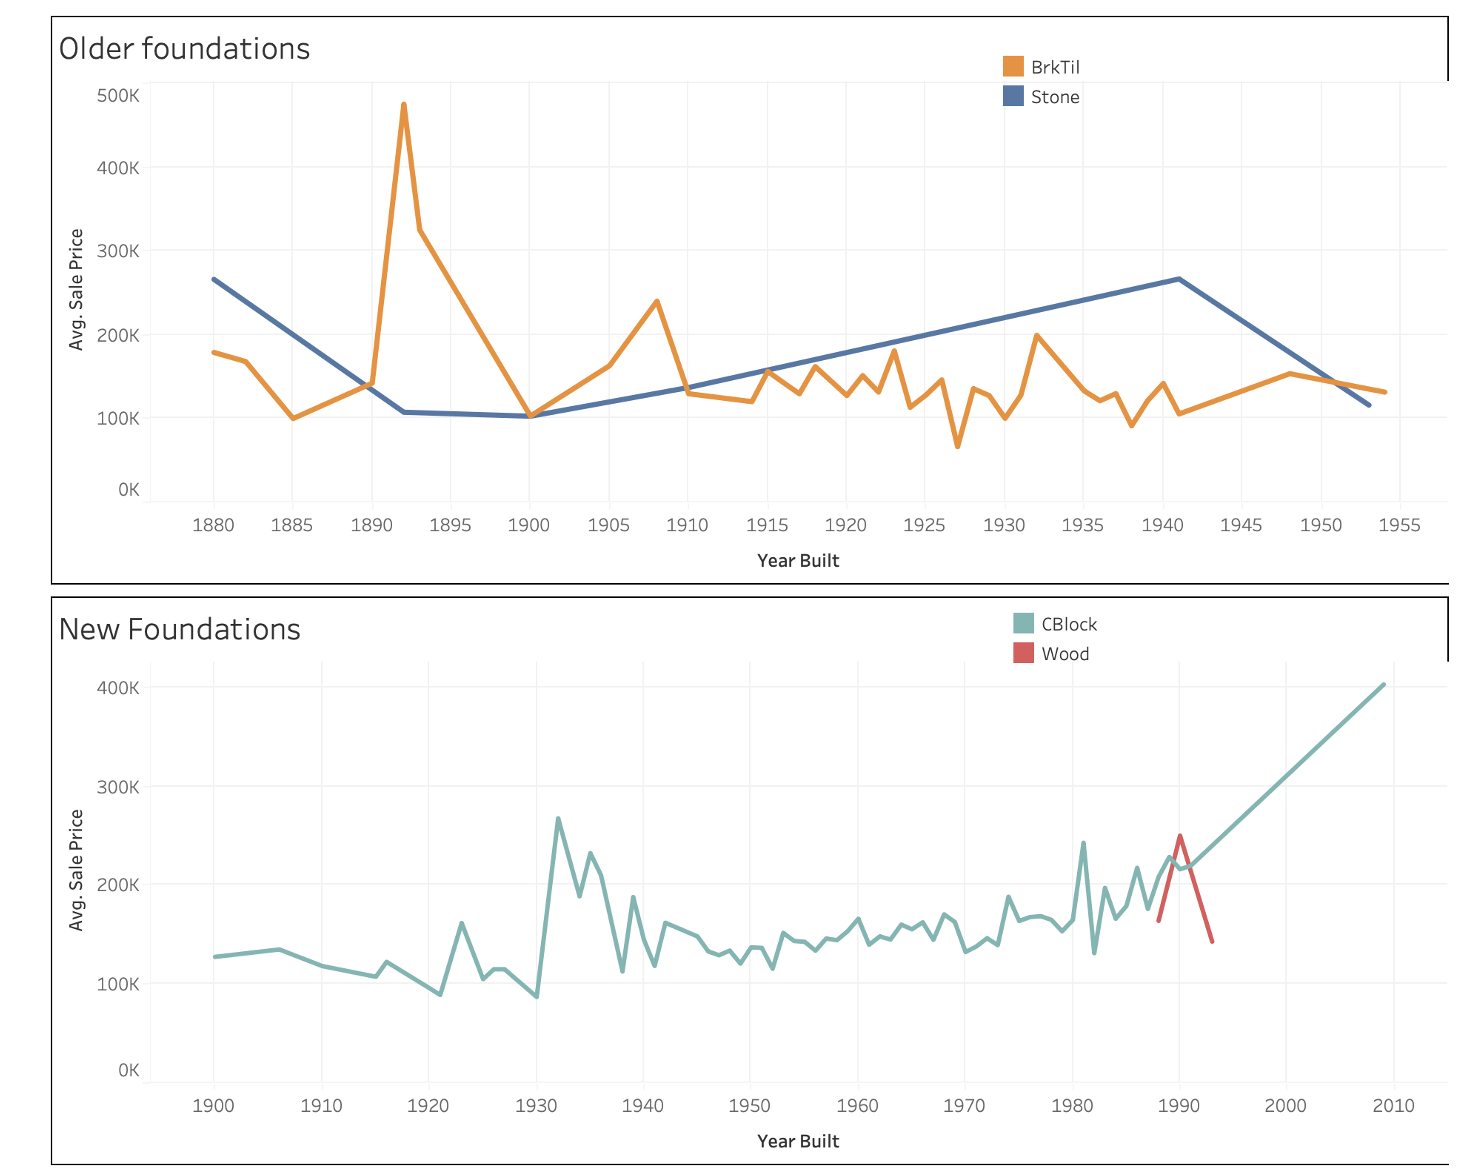 Older foundations
BrkTil
Stone
500K
400K
300K
200K
100K
0K
Avg. Sale Price
1880 1885 1890 1895 1900 1905 1910 1915 1920 1925 1930 1935 1940 1945 1950 1955
Year Built
New Foundations
CBlock
Wood
400K
300K
200K
100K
0K
Avg. Sale Price
1900 1910 1920 1930 1940 1950 1960 1970 1980 1990 2000 2010
Year Built